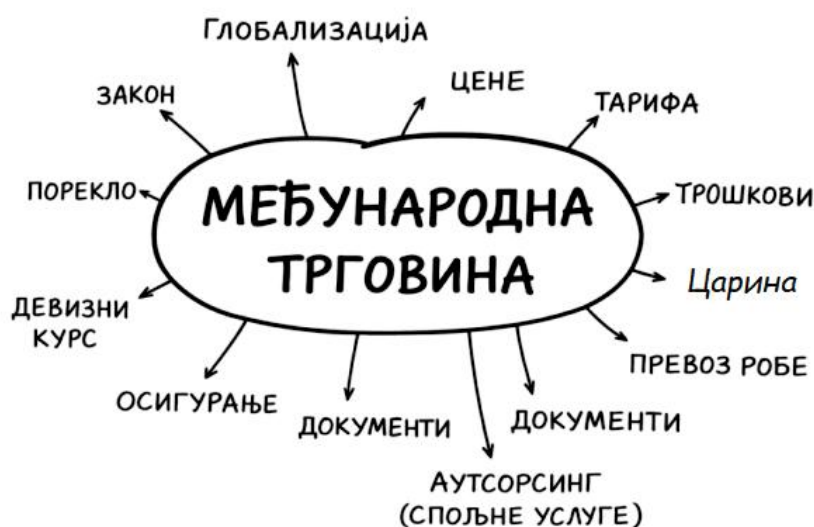 ГЛОБАЛИЗАЦИЈА
ЦЕНЕ
ЗАКОН
ТАРИФА
ПОРЕКЛО
МЕЂУНАРОДНА
ТРГОВИНА
ТРОШКОВИ
Царина
ДЕВИЗНИ
КУРС
ПРЕВОЗ РОБЕ
ОСИГУРАЊЕ
ДОКУМЕНТИ
ДОКУМЕНТИ
АУТСОРСИНГ
(СПОЉНЕ УСЛУГЕ)